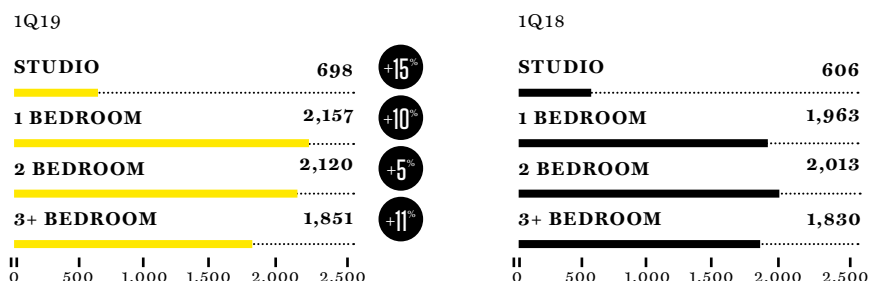 1Q19
STUDIO 698 +15%
1 BEDROOM 2,157 +10%
2 BEDROOM 2,120 +5%
3+ BEDROOM 1,851 +11%
0 500 1,000 1,500 2,000 2,500
1Q18
STUDIO 606
1 BEDROOM 1,963
2 BEDROOM 2,013
3+ BEDROOM 1,830
0 500 1,000 1,500 2,000 2,500